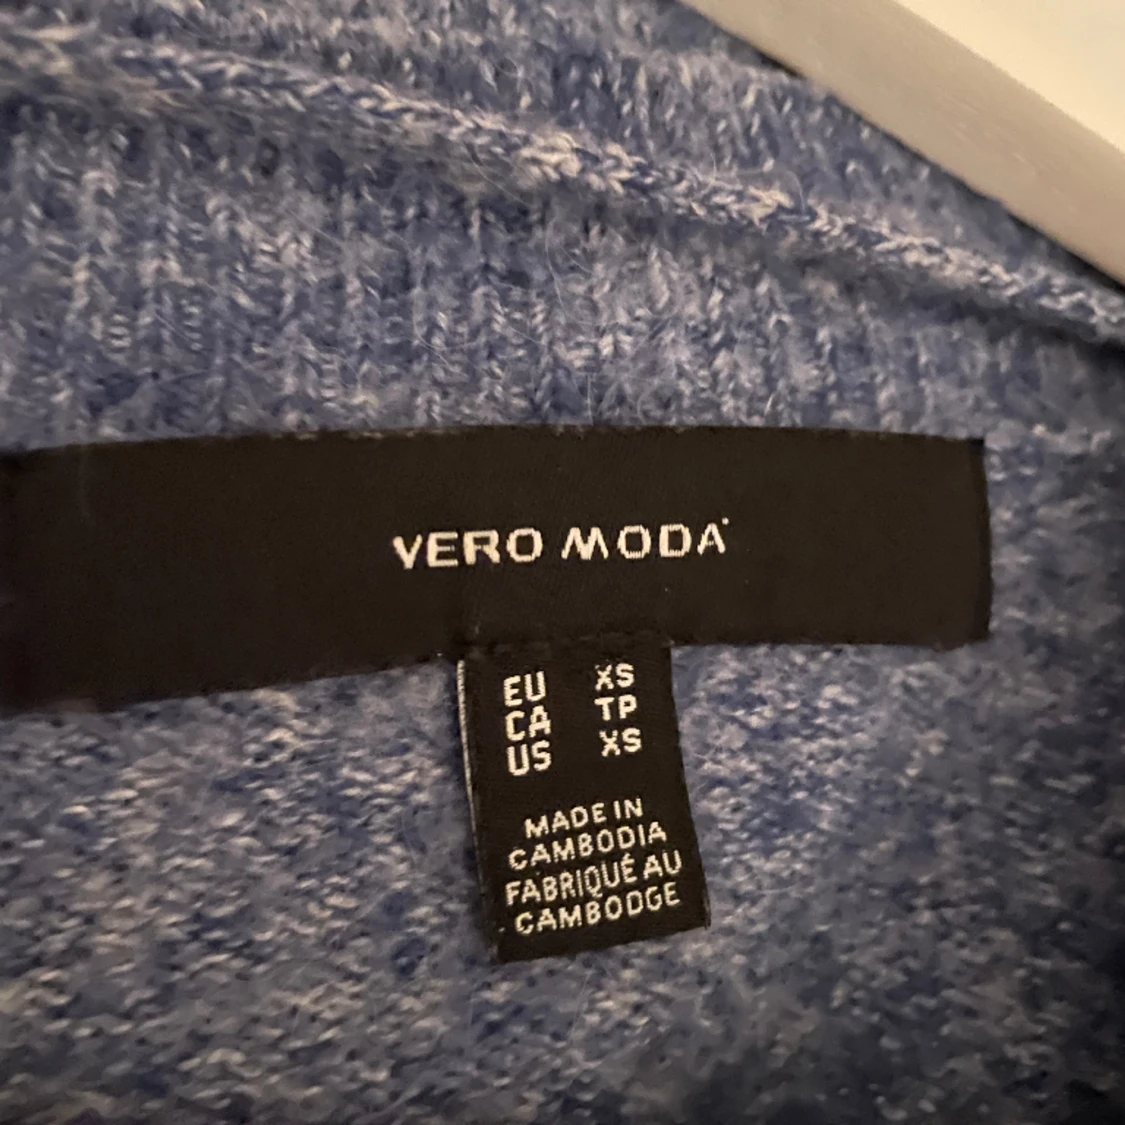 VERO MODA
EU XS
CA TP
US XS
MADE IN
CAMBODIA
FABRIQUÉ AU
CAMBODGE